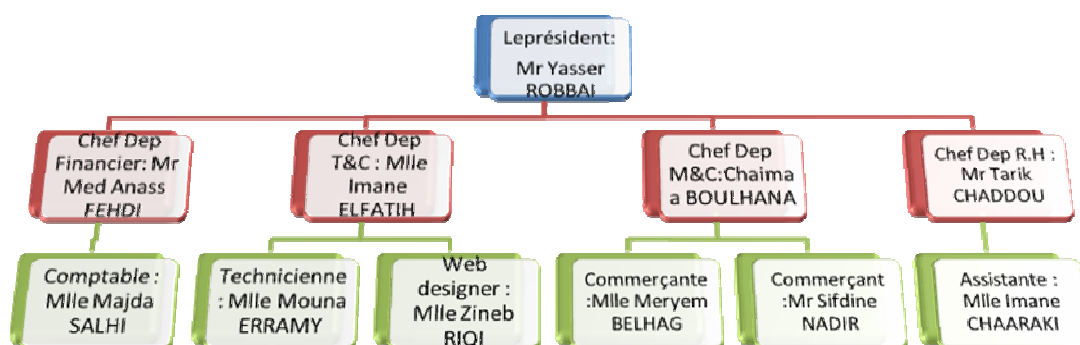 Leprésident:
Mr Yasser
ROBBAI
Chef Dep
Financier: Mr
Med Anass
FEHDI
Chef Dep
T&C : Mlle
Imane
ELFATIH
Chef Dep
M&C:Chaima
a BOULHANA
Chef Dep R.H :
Mr Tarik
CHADDOU
Comptable :
Mlle Majda
SALHI
Technicienne
: Mlle Mouna
ERRAMY
Web
designer :
Mlle Zineb
Commerçante
:Mlle Meryem
BELHAG
Commerçant
:Mr Sifdine
NADIR
Assistante :
Mlle Imane
CHAARAKI